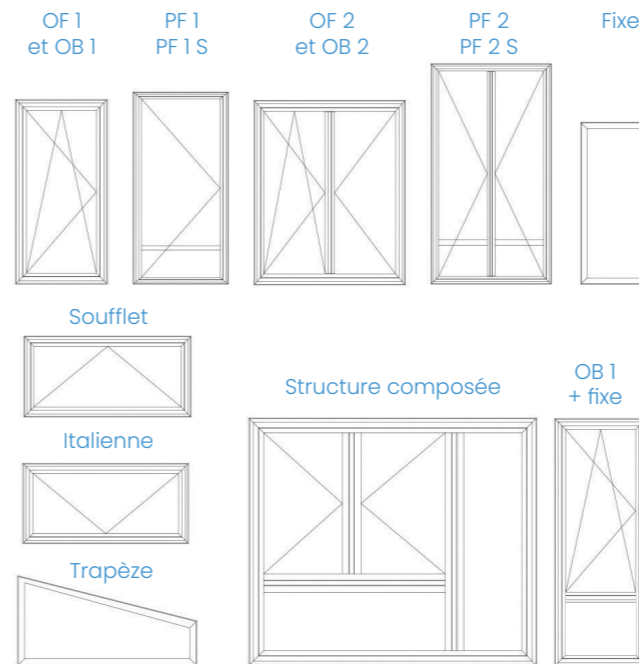 OF 1
et OB 1
PF 1
PF 1 S
OF 2
et OB 2
PF 2
PF 2 S
Fixe
Soufflet
Italienne
Trapèze
Structure composée
OB 1
+ fixe